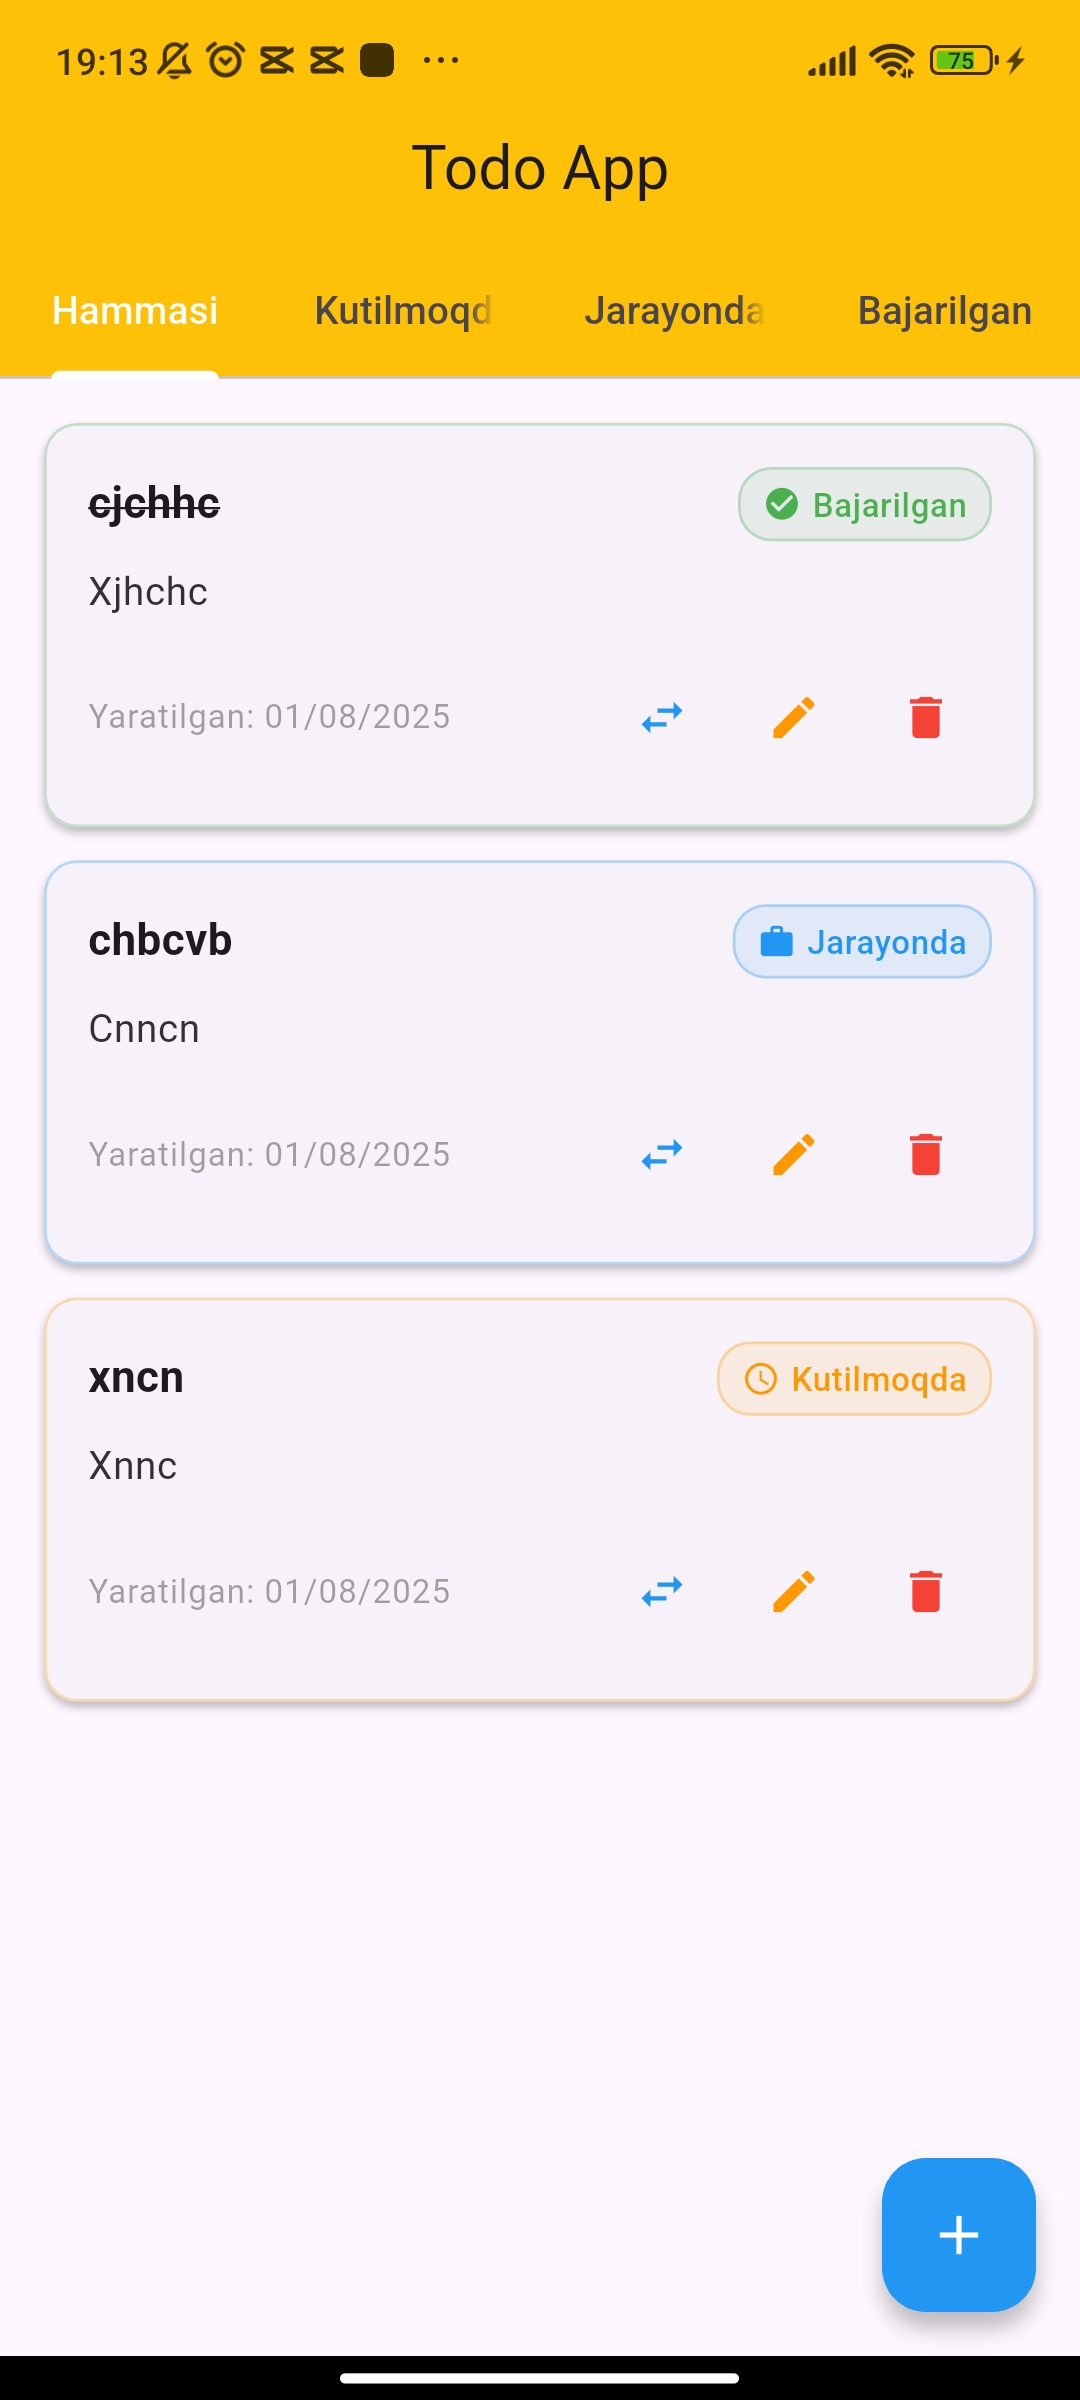 19:13
75
Todo App
Hammasi Kutilmoqd Jarayonda Bajarilgan
cjchhc
Bajarilgan
Xjhchc
Yaratilgan: 01/08/2025
chbcvb
Jarayonda
Cnncn
Yaratilgan: 01/08/2025
xncn
Kutilmoqda
Xnnc
Yaratilgan: 01/08/2025